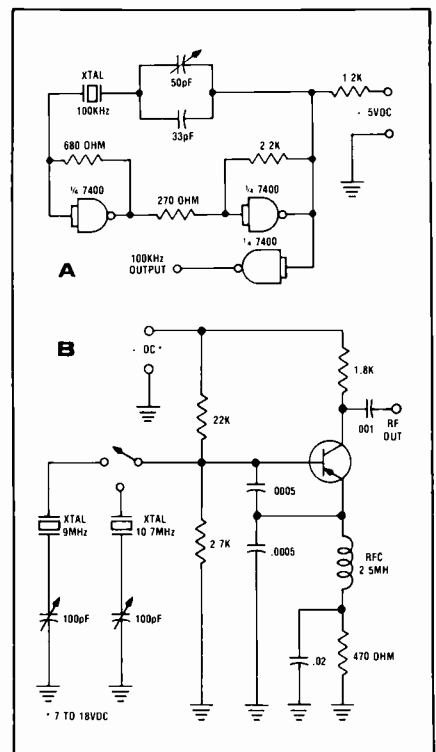 XTAL
100KHz
50pF
33pF
1 2K
- 5VDC
680 OHM
2 2K
¼ 7400
270 OHM
¼ 7400
¼ 7400
A
100KHz
OUTPUT
B
- DC *
1.8K
22K
.001
RF
OUT
.0005
XTAL
9MHz
XTAL
10 7MHz
2 7K
.0005
RFC
2 5MH
100pF
100pF
.02
470 OHM
* 7 TO 18VDC